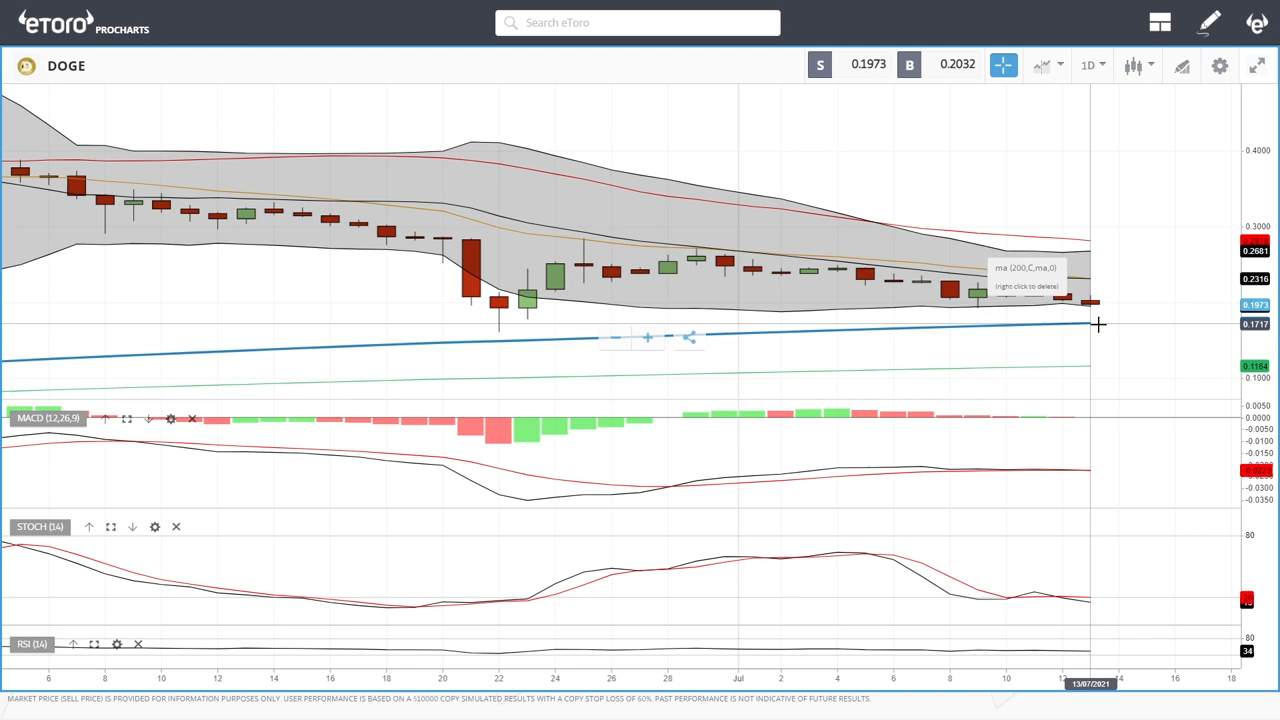 eToro PROCHARTS
Search eToro
DOGE
S 0.1973 B 0.2032
1D
0.4000
0.3000
0.2681
0.2316
0.1973
0.1717
0.1164
0.1000
ma (200,C,ma,0)
(right click to delete)
MACD (12,26,9)
0.0050
0.0000
-0.0050
-0.0100
-0.0150
-0.0300
-0.0350
STOCH (14)
80
RSI (14)
80
34
6 8 10 12 14 16 18 20 22 24 26 28 Jul 2 4 6 8 10 12 14 16 18
13/07/2021
MARKET PRICE (SELL PRICE) IS PROVIDED FOR INFORMATION PURPOSES ONLY. USER PERFORMANCE IS BASED ON A $10000 COPY SIMULATED RESULTS WITH A COPY STOP LOSS OF 60%. PAST PERFORMANCE IS NOT INDICATIVE OF FUTURE RESULTS.